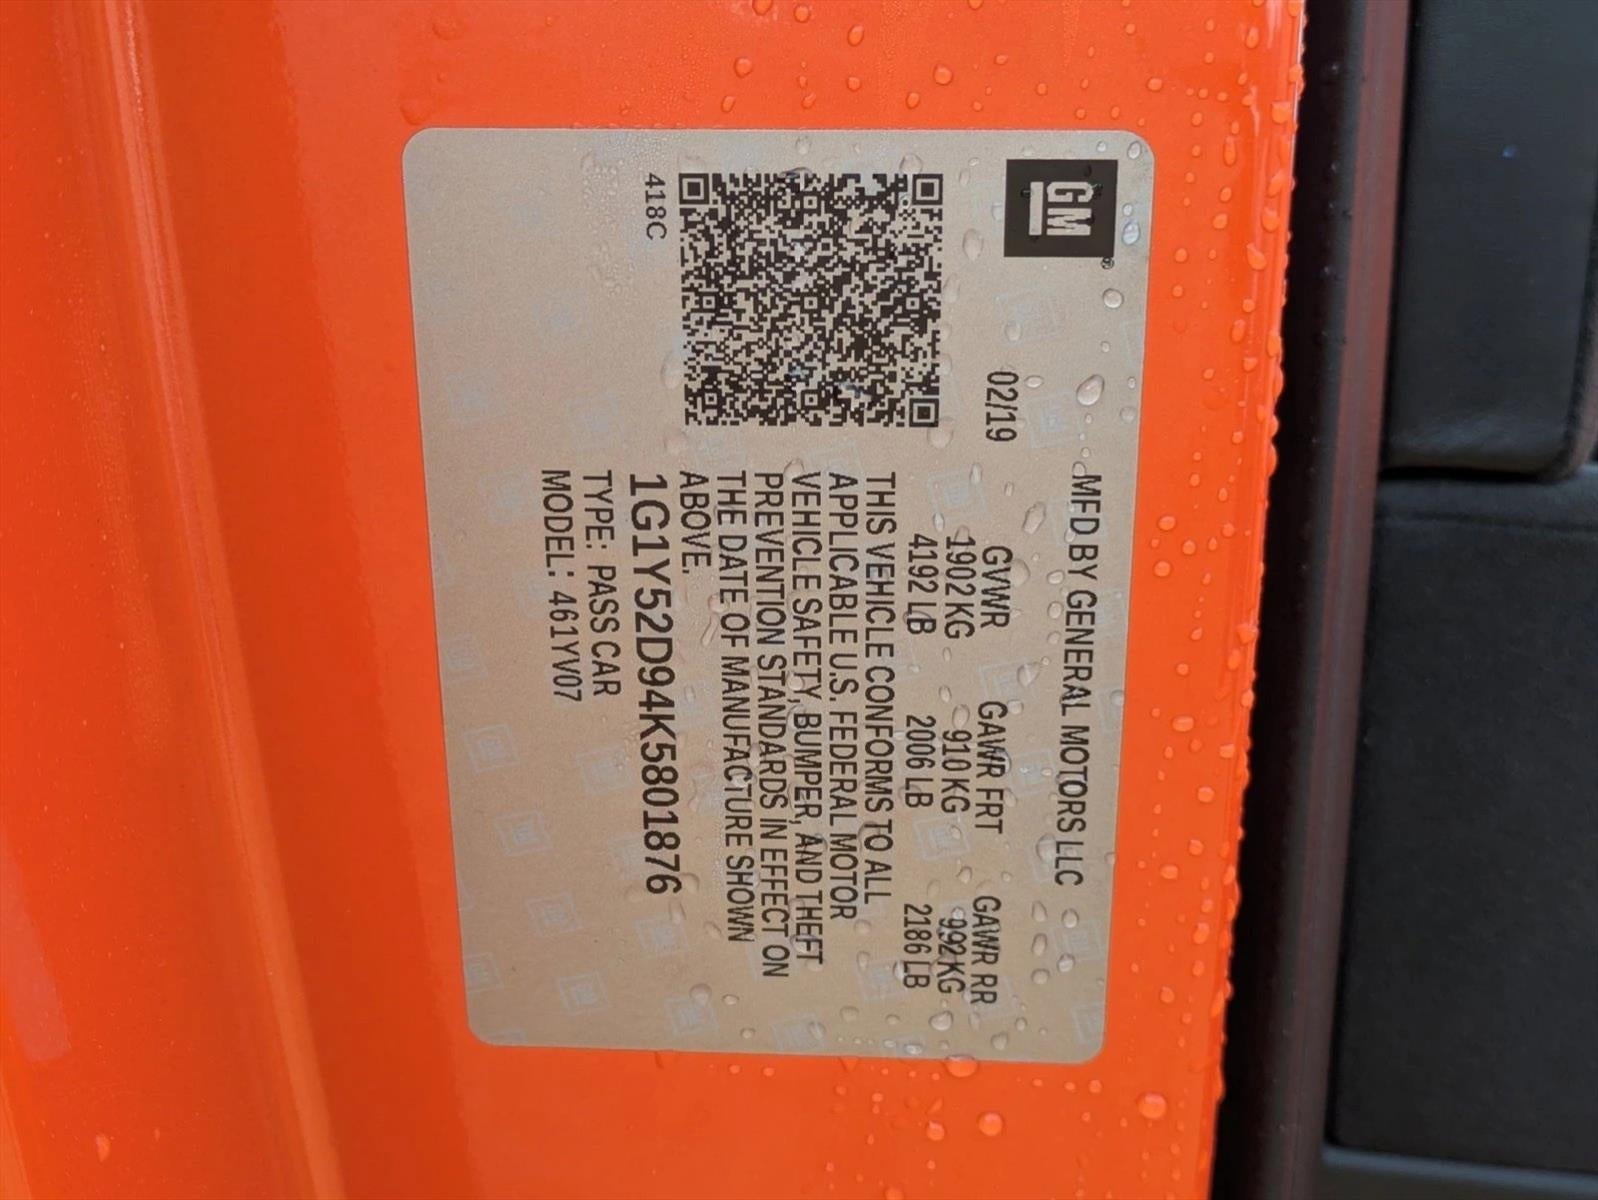 GM
02/19
MFD BY GENERAL MOTORS LLC
GVWR GAWR FRT GAWR RR
1902 KG 910 KG 992 KG
4192 LB 2006 LB 2186 LB
THIS VEHICLE CONFORMS TO ALL
APPLICABLE U.S. FEDERAL MOTOR
VEHICLE SAFETY, BUMPER, AND THEFT
PREVENTION STANDARDS IN EFFECT ON
THE DATE OF MANUFACTURE SHOWN
ABOVE.
1G1Y52D94K5801876
TYPE: PASS CAR
MODEL: 461YV07
418C